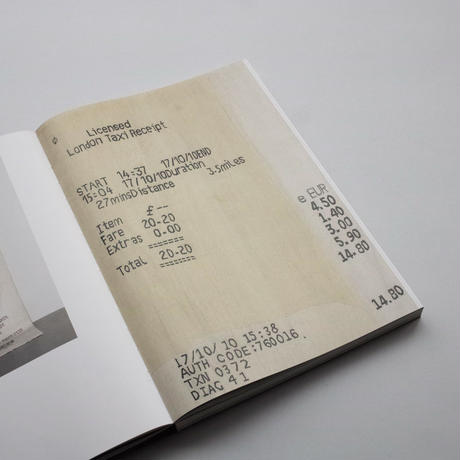 Licensed
London Taxi Receipt
START 14:37 17/10/10END
15:04 17/10/10Duration
27minsDistance 3.5miles
Item £--
Fare 20-20
Extras 0-00
=======
Total 20-20
======
e EUR
4.50
1.40
3.00
5.90
14.80
14.80
17/10/10 15:38
AUTH CODE:760016.
TXN 0372
DIAG 41